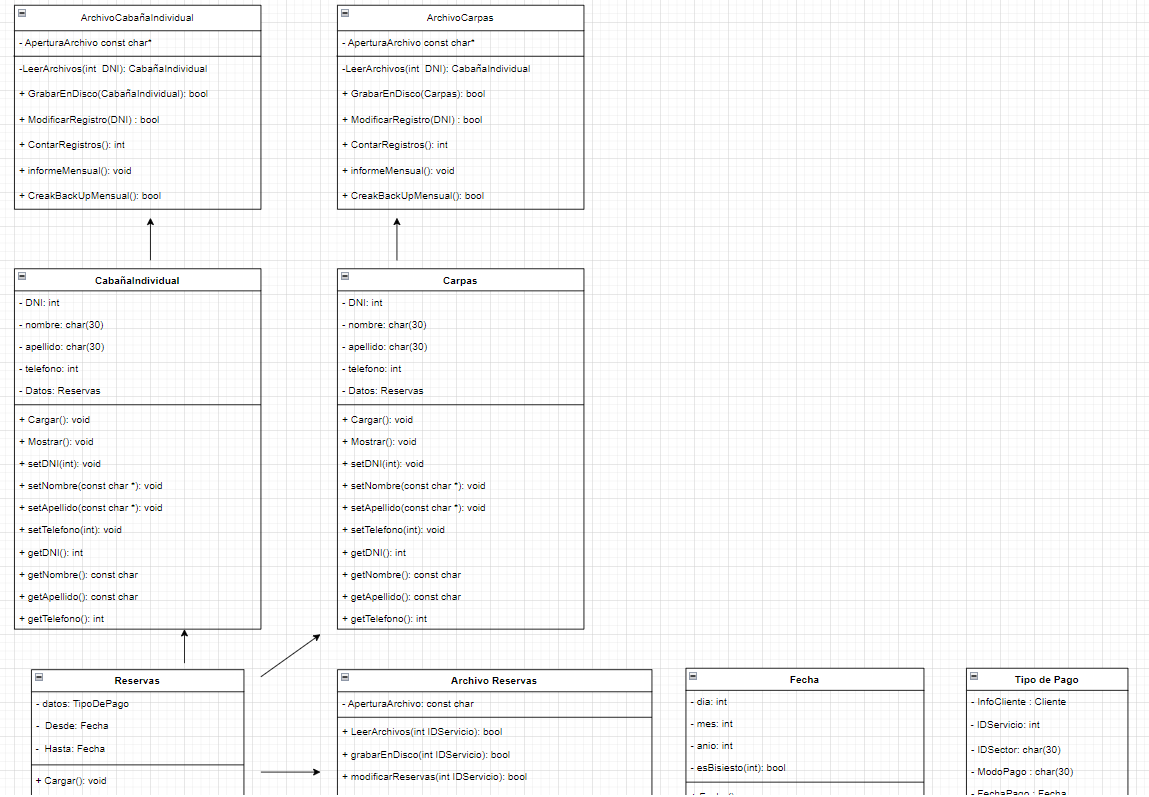 ArchivoCabañaIndividual
- AperturaArchivo const char*
-LeerArchivos(int  DNI): CabañaIndividual
+ GrabarEnDisco(CabañaIndividual): bool
+ ModificarRegistro(DNI) : bool
+ ContarRegistros(): int
+ informeMensual(): void
+ CreakBackUpMensual(): bool
ArchivoCarpas
- AperturaArchivo const char*
-LeerArchivos(int  DNI): CabañaIndividual
+ GrabarEnDisco(Carpas): bool
+ ModificarRegistro(DNI) : bool
+ ContarRegistros(): int
+ informeMensual(): void
+ CreakBackUpMensual(): bool
CabañaIndividual
- DNI: int
- nombre: char(30)
- apellido: char(30)
- telefono: int
- Datos: Reservas
+ Cargar(): void
+ Mostrar(): void
+ setDNI(int): void
+ setNombre(const char *): void
+ setApellido(const char *): void
+ setTelefono(int): void
+ getDNI(): int
+ getNombre(): const char
+ getApellido(): const char
+ getTelefono(): int
Carpas
- DNI: int
- nombre: char(30)
- apellido: char(30)
- telefono: int
- Datos: Reservas
+ Cargar(): void
+ Mostrar(): void
+ setDNI(int): void
+ setNombre(const char *): void
+ setApellido(const char *): void
+ setTelefono(int): void
+ getDNI(): int
+ getNombre(): const char
+ getApellido(): const char
+ getTelefono(): int
Reservas
- datos: TipoDePago
- Desde: Fecha
- Hasta: Fecha
+ Cargar(): void
Archivo Reservas
- AperturaArchivo: const char
+ LeerArchivos(int IDServicio): bool
+ grabarEnDisco(int IDServicio): bool
+ modificarReservas(int IDServicio): bool
Fecha
- dia: int
- mes: int
- anio: int
- esBisiesto(int): bool
+ Fecha()
Tipo de Pago
- InfoCliente : Cliente
- IDServicio: int
- IDSector: char(30)
- ModoPago : char(30)
- FechaPago : Fecha